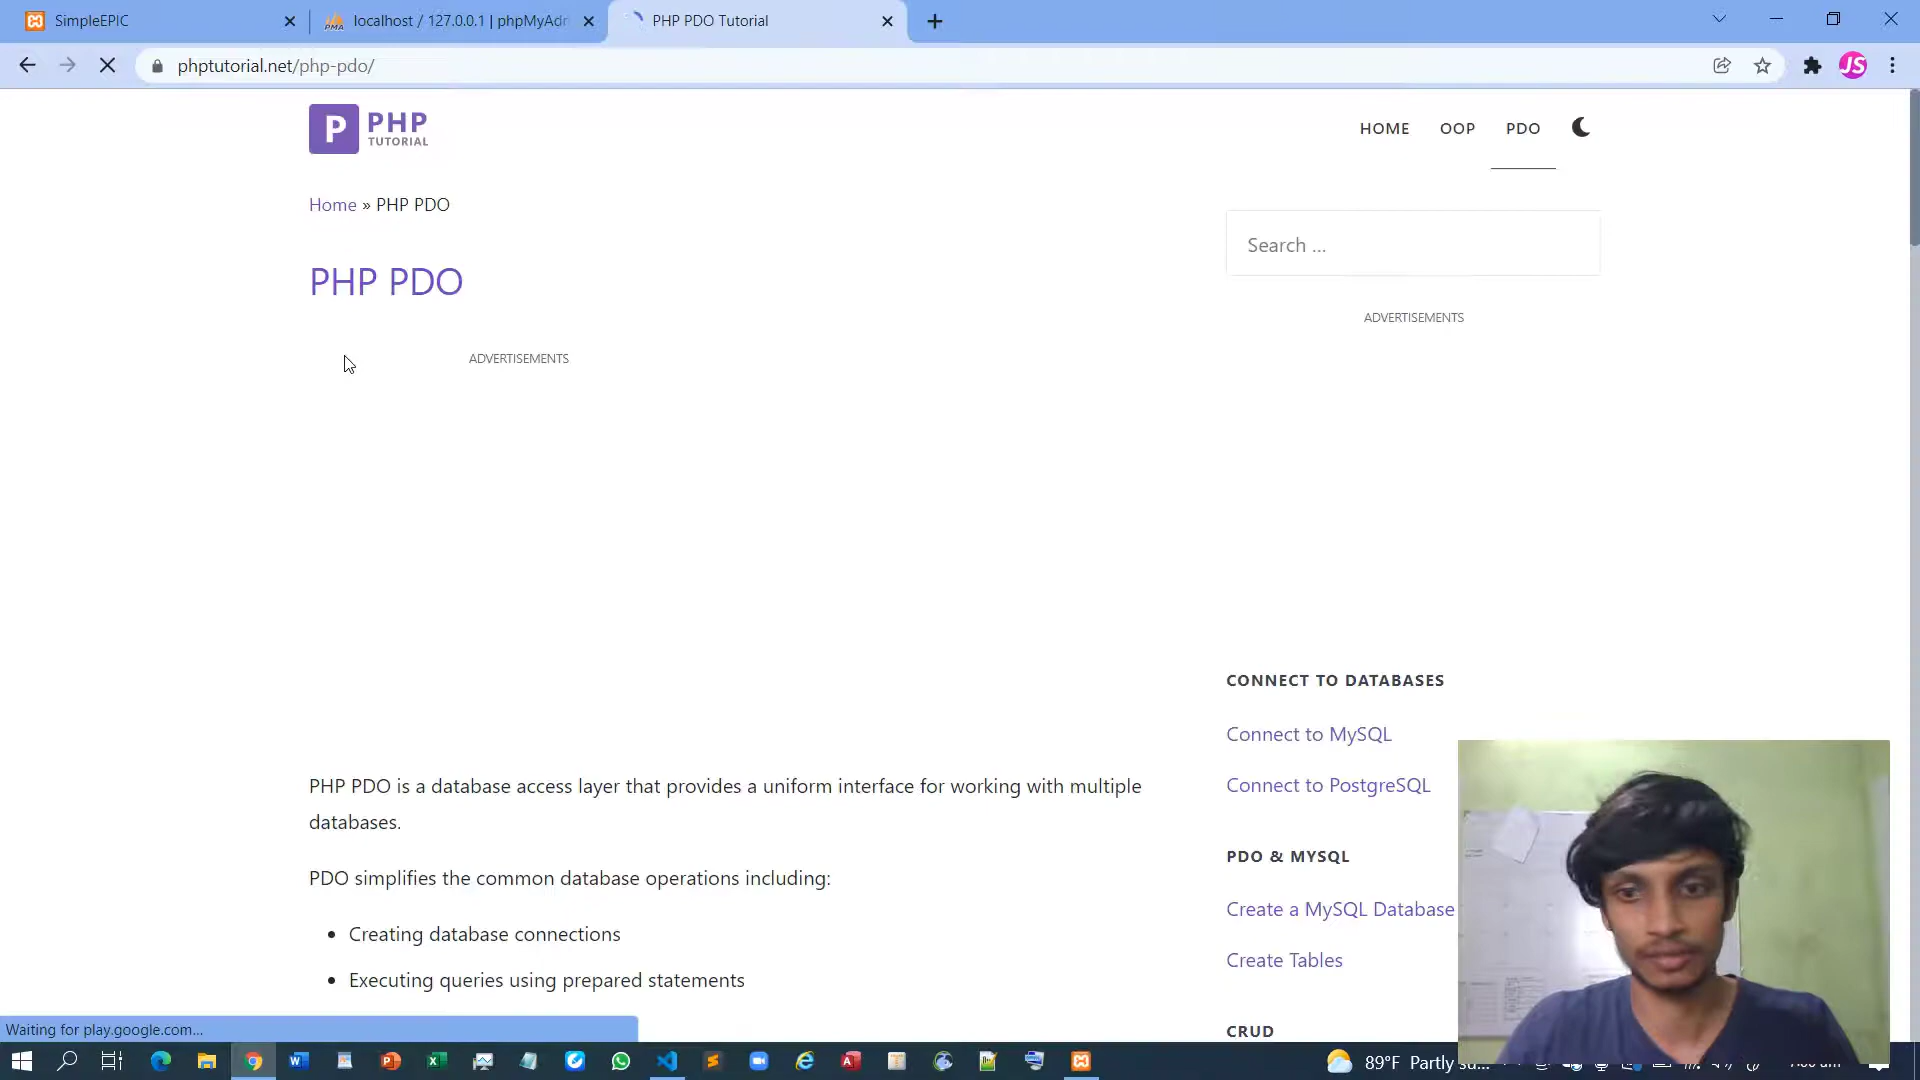 SimpleEPIC
localhost / 127.0.0.1 | phpMyAdm
PHP PDO Tutorial
phptutorial.net/php-pdo/
JS
P PHP
TUTORIAL
HOME OOP PDO
Home » PHP PDO
Search ...
PHP PDO
ADVERTISEMENTS
ADVERTISEMENTS
CONNECT TO DATABASES
Connect to MySQL
PHP PDO is a database access layer that provides a uniform interface for working with multiple
databases.
Connect to PostgreSQL
PDO & MYSQL
PDO simplifies the common database operations including:
Create a MySQL Database
• Creating database connections
Create Tables
• Executing queries using prepared statements
CRUD
Waiting for play.google.com...
89°F Partly su...